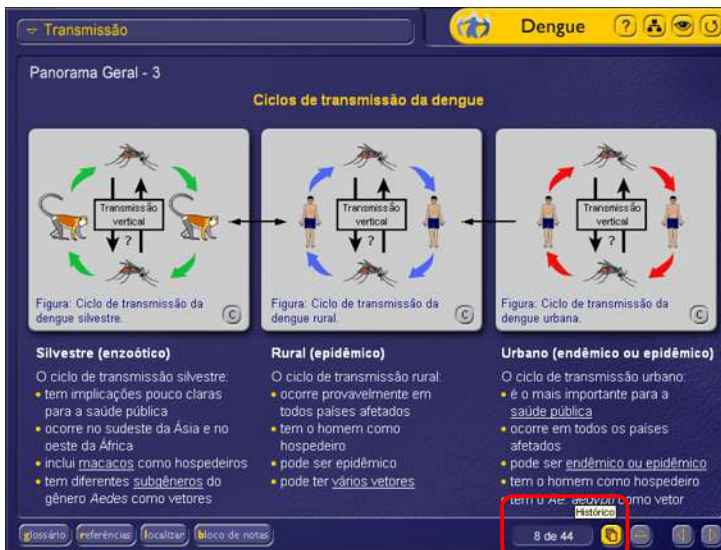 Transmissão
Dengue
?
Panorama Geral - 3
Ciclos de transmissão da dengue
Transmissão
vertical
?
Figura: Ciclo de transmissão da
dengue silvestre.
C
Transmissão
vertical
?
Figura: Ciclo de transmissão da
dengue rural.
C
Transmissão
vertical
?
Figura: Ciclo de transmissão da
dengue urbana.
C
Silvestre (enzoótico)
O ciclo de transmissão silvestre:
• tem implicações pouco claras
para a saúde pública
• ocorre no sudeste da Ásia e no
oeste da África
• inclui macacos como hospedeiros
• tem diferentes subgêneros do
gênero Aedes como vetores
Rural (epidêmico)
O ciclo de transmissão rural:
• ocorre provavelmente em
todos países afetados
• tem o homem como
hospedeiro
• pode ser epidêmico
• pode ter vários vetores
Urbano (endêmico ou epidêmico)
O ciclo de transmissão urbano:
• é o mais importante para a
saúde pública
• ocorre em todos os países
afetados
• pode ser endêmico ou epidêmico
• tem o homem como hospedeiro
• tem o Ae. aegypti como vetor
Histórico
glossário
referências
localizar
bloco de notas
8 de 44